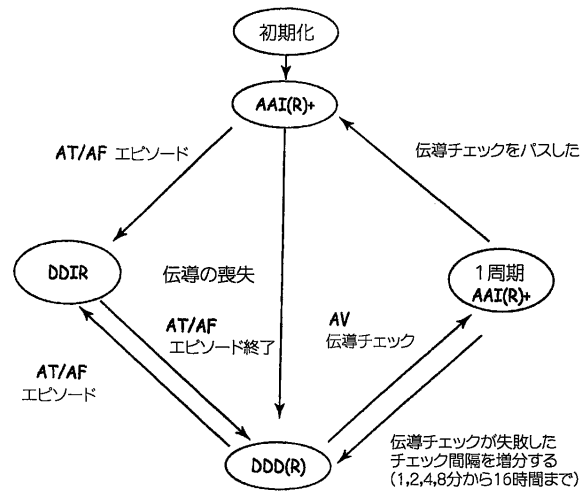 初期化
AAI(R)+
AT/AF エピソード
伝導チェックをパスした
DDIR
伝導の喪失
1周期
AAI(R)+
AT/AF
エピソード終了
AV
伝導チェック
AT/AF
エピソード
DDD(R)
伝導チェックが失敗した
チェック間隔を増分する
(1,2,4,8分から16時間まで)